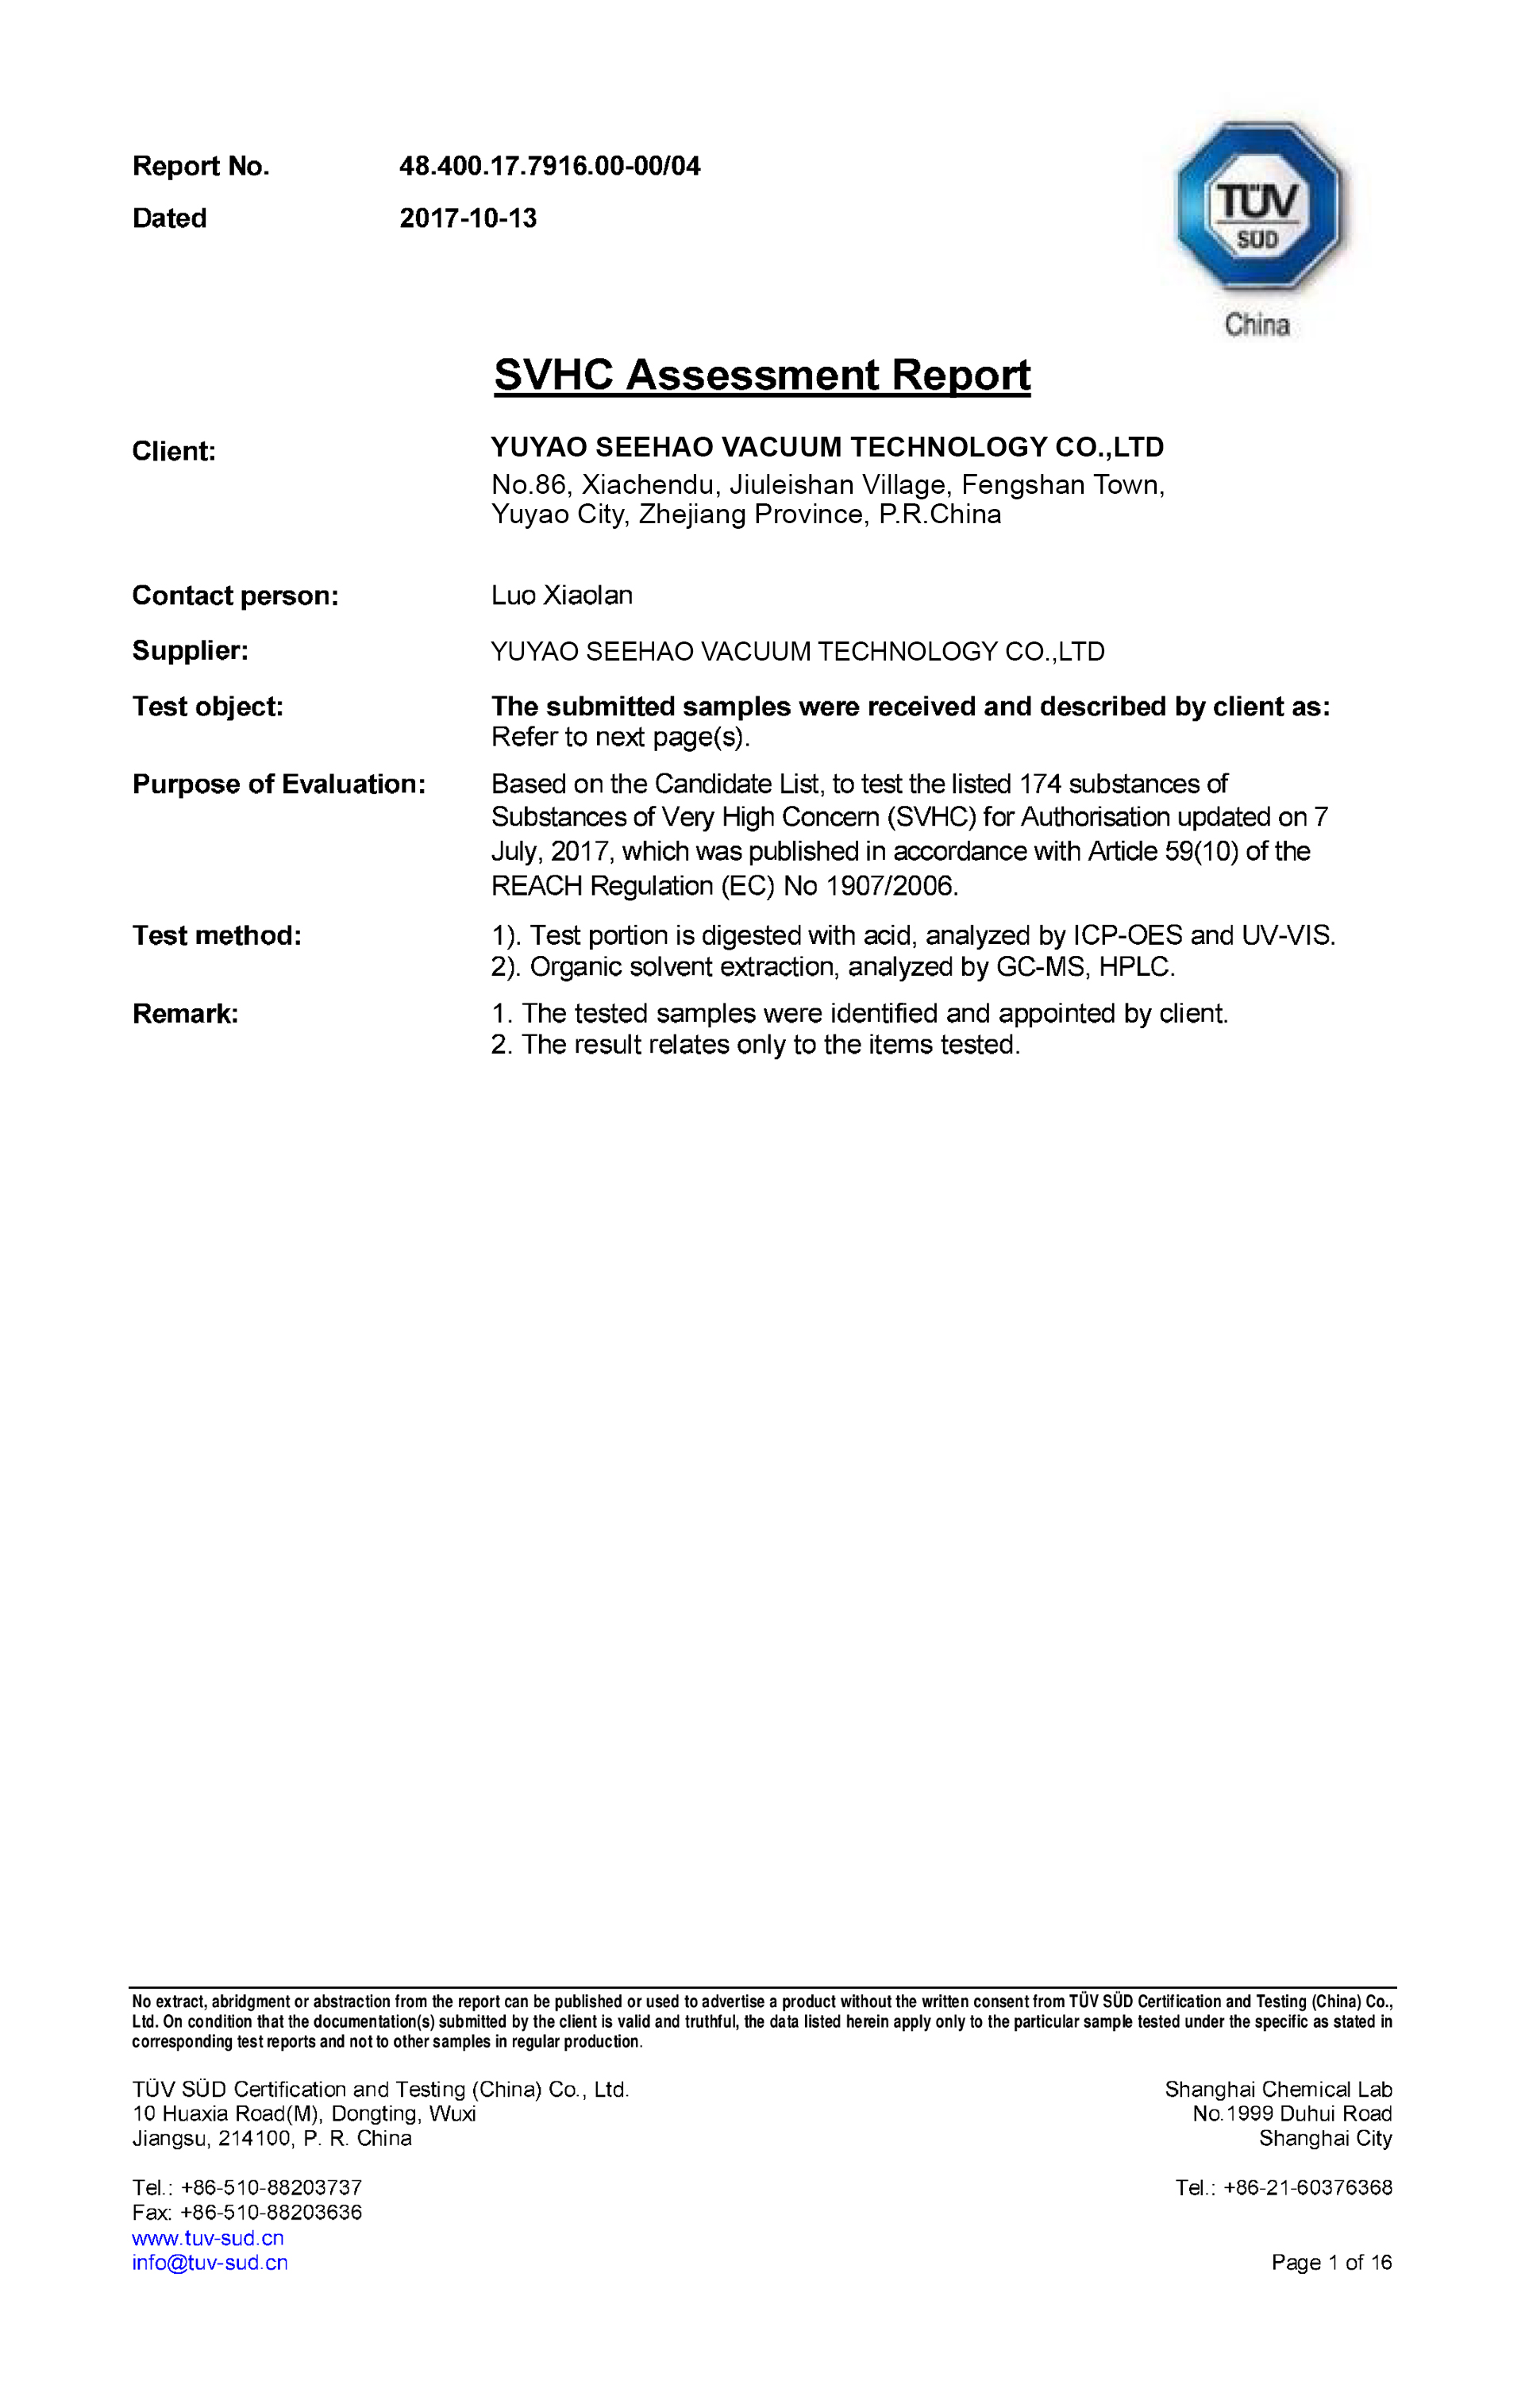 Report No. 48.400.17.7916.00-00/04
Dated 2017-10-13
TÜV
SÜD
China
SVHC Assessment Report
Client: YUYAO SEEHAO VACUUM TECHNOLOGY CO.,LTD
No.86, Xiachendu, Jiuleishan Village, Fengshan Town,
Yuyao City, Zhejiang Province, P.R.China
Contact person: Luo Xiaolan
Supplier: YUYAO SEEHAO VACUUM TECHNOLOGY CO.,LTD
Test object: The submitted samples were received and described by client as:
Refer to next page(s).
Purpose of Evaluation: Based on the Candidate List, to test the listed 174 substances of
Substances of Very High Concern (SVHC) for Authorisation updated on 7
July, 2017, which was published in accordance with Article 59(10) of the
REACH Regulation (EC) No 1907/2006.
Test method: 1). Test portion is digested with acid, analyzed by ICP-OES and UV-VIS.
2). Organic solvent extraction, analyzed by GC-MS, HPLC.
Remark: 1. The tested samples were identified and appointed by client.
2. The result relates only to the items tested.
No extract, abridgment or abstraction from the report can be published or used to advertise a product without the written consent from TÜV SÜD Certification and Testing (China) Co.,
Ltd. On condition that the documentation(s) submitted by the client is valid and truthful, the data listed herein apply only to the particular sample tested under the specific as stated in
corresponding test reports and not to other samples in regular production.
TÜV SÜD Certification and Testing (China) Co., Ltd. Shanghai Chemical Lab
10 Huaxia Road(M), Dongting, Wuxi No.1999 Duhui Road
Jiangsu, 214100, P. R. China Shanghai City
Tel.: +86-510-88203737 Tel.: +86-21-60376368
Fax: +86-510-88203636
www.tuv-sud.cn
info@tuv-sud.cn Page 1 of 16